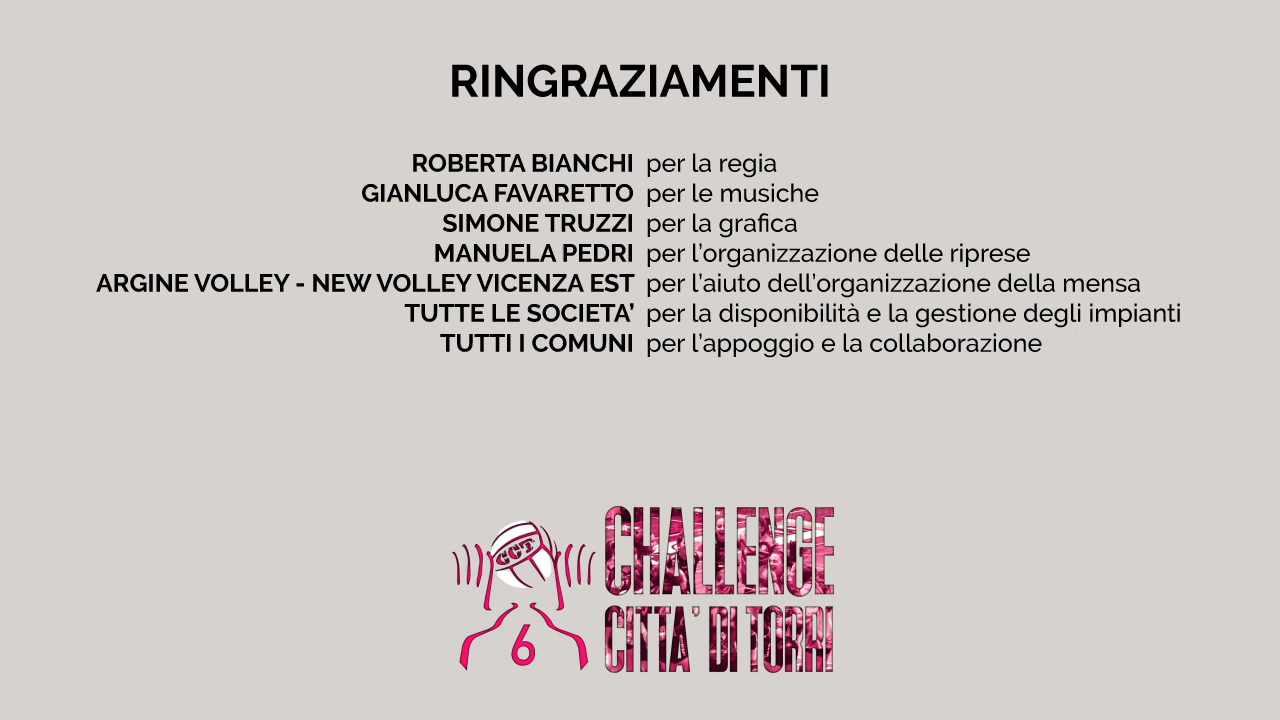 RINGRAZIAMENTI
ROBERTA BIANCHI per la regia
GIANLUCA FAVARETTO per le musiche
SIMONE TRUZZI per la grafica
MANUELA PEDRI per l’organizzazione delle riprese
ARGINE VOLLEY - NEW VOLLEY VICENZA EST per l’aiuto dell’organizzazione della mensa
TUTTE LE SOCIETA’ per la disponibilità e la gestione degli impianti
TUTTI I COMUNI per l’appoggio e la collaborazione
CCT
6
CHALLENGE
CITTA’ DI TORRI